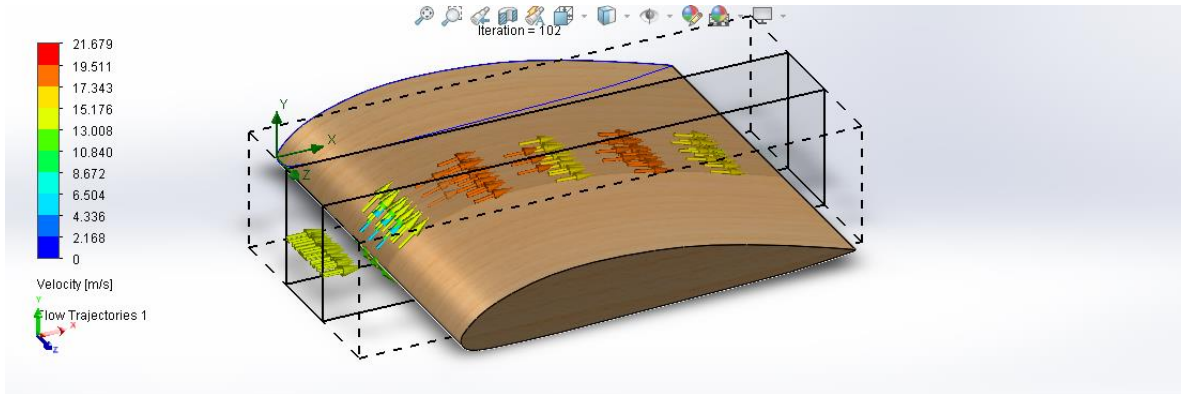 Iteration = 102
21.679
19.511
17.343
15.176
13.008
10.840
8.672
6.504
4.336
2.168
0
Velocity [m/s]
Flow Trajectories 1
Y
X
Z
Y
X
Z